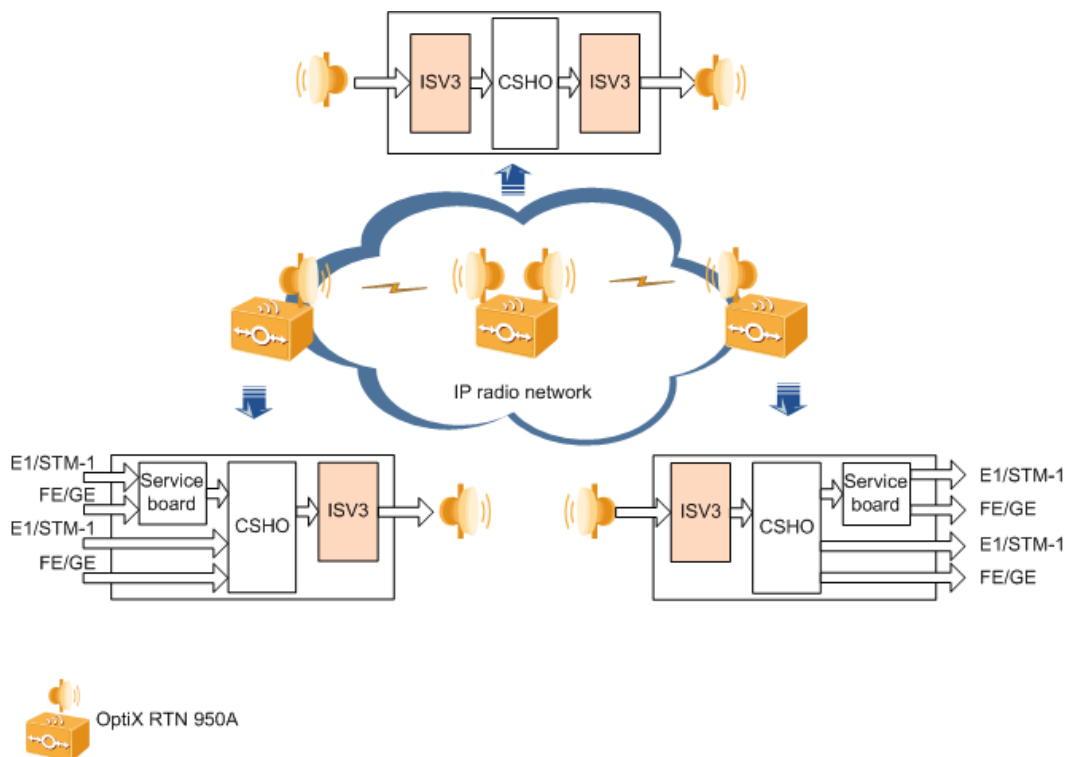 ISV3
CSHO
ISV3
IP radio network
E1/STM-1
FE/GE
E1/STM-1
FE/GE
Service
board
CSHO
ISV3
ISV3
CSHO
Service
board
E1/STM-1
FE/GE
E1/STM-1
FE/GE
OptiX RTN 950A